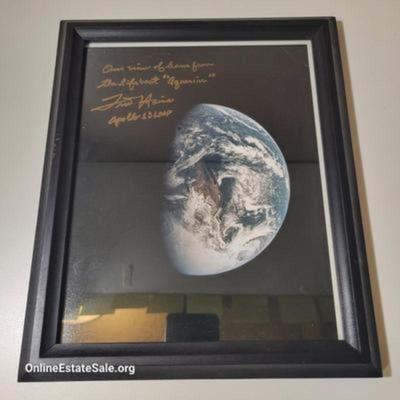 Our view of home from
the lifeboat "Aquarius"
Fred Haise
Apollo 13 LMP
OnlineEstateSale.org